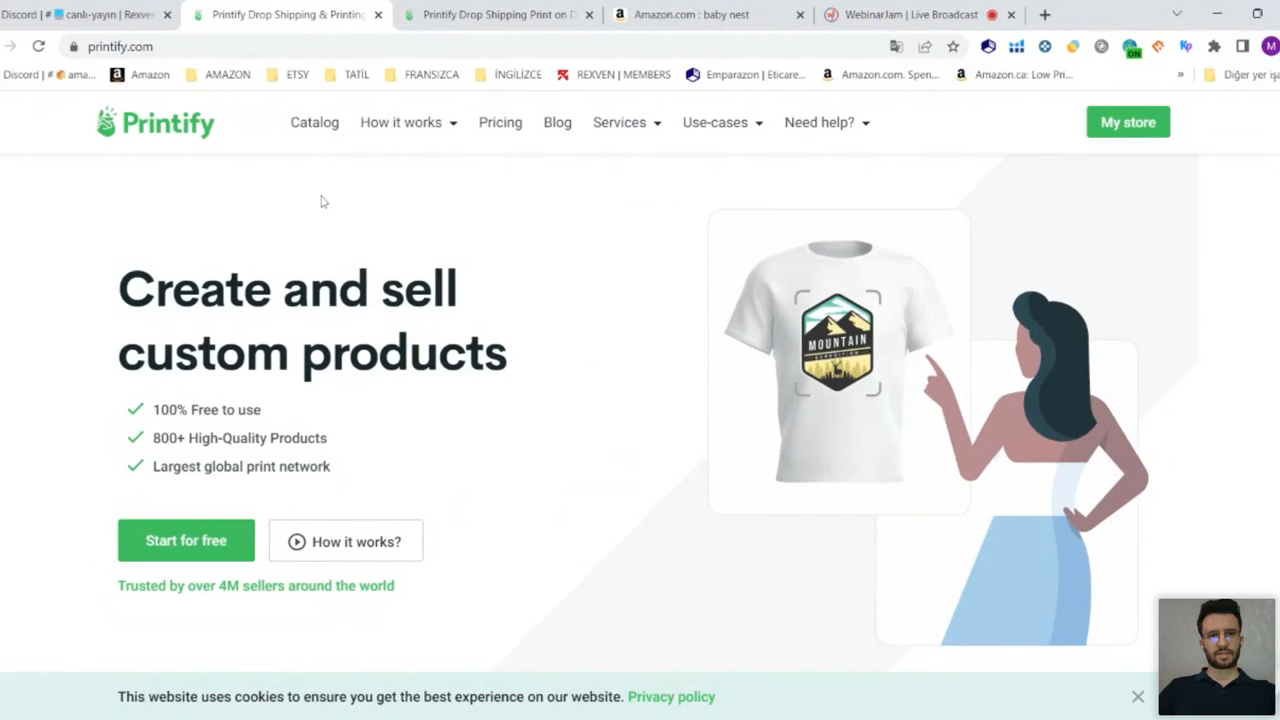 Discord | # canlı-yayın | Rexver
Printify Drop Shipping & Printing
Printify Drop Shipping Print on D
Amazon.com : baby nest
WebinarJam | Live Broadcast
printify.com
ON
M
Discord | # ama...
Amazon
AMAZON
ETSY
TATİL
FRANSIZCA
İNGİLİZCE
REXVEN | MEMBERS
Emparazon | Eticare...
Amazon.com. Spen...
Amazon.ca: Low Pri...
»
Diğer yer işa
Printify
Catalog
How it works
Pricing
Blog
Services
Use-cases
Need help?
My store
Create and sell
custom products
100% Free to use
800+ High-Quality Products
Largest global print network
Start for free
How it works?
Trusted by over 4M sellers around the world
MOUNTAIN
EXPEDITION
This website uses cookies to ensure you get the best experience on our website. Privacy policy